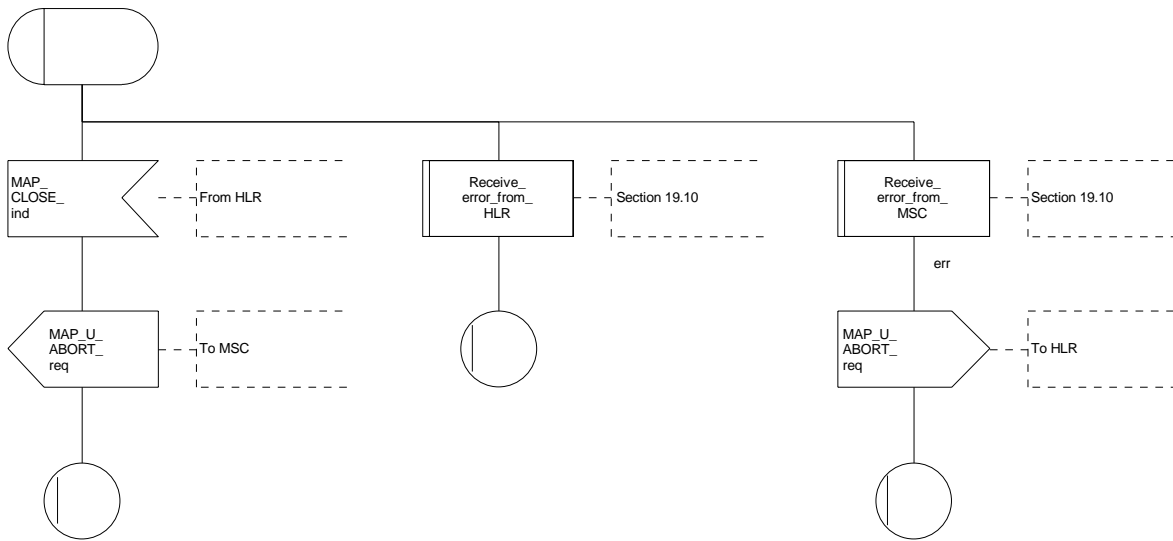 MAP_
CLOSE_
ind
From HLR
Receive_
error_from_
HLR
Section 19.10
Receive_
error_from_
MSC
Section 19.10
err
MAP_U_
ABORT_
req
To MSC
MAP_U_
ABORT_
req
To HLR